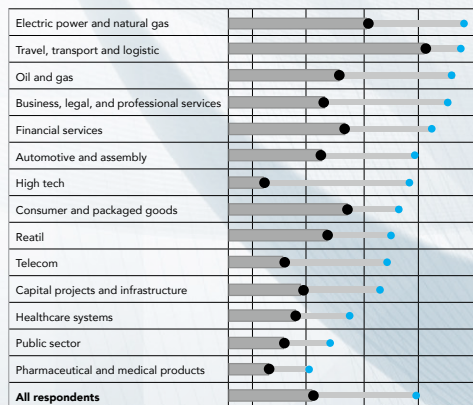 Electric power and natural gas
Travel, transport and logistic
Oil and gas
Business, legal, and professional services
Financial services
Automotive and assembly
High tech
Consumer and packaged goods
Reatil
Telecom
Capital projects and infrastructure
Healthcare systems
Public sector
Pharmaceutical and medical products
All respondents